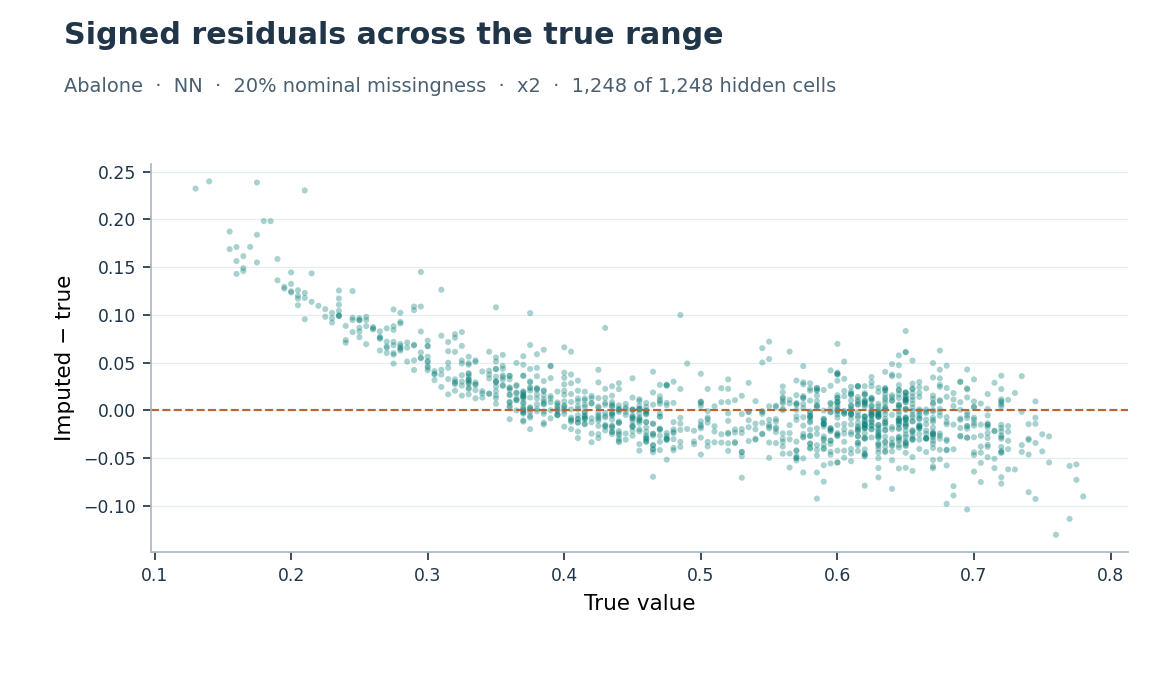 Signed residuals across the true range
Abalone · NN · 20% nominal missingness · x2 · 1,248 of 1,248 hidden cells
0.25
0.20
0.15
0.10
0.05
0.00
−0.05
−0.10
Imputed − true
0.1 0.2 0.3 0.4 0.5 0.6 0.7 0.8
True value